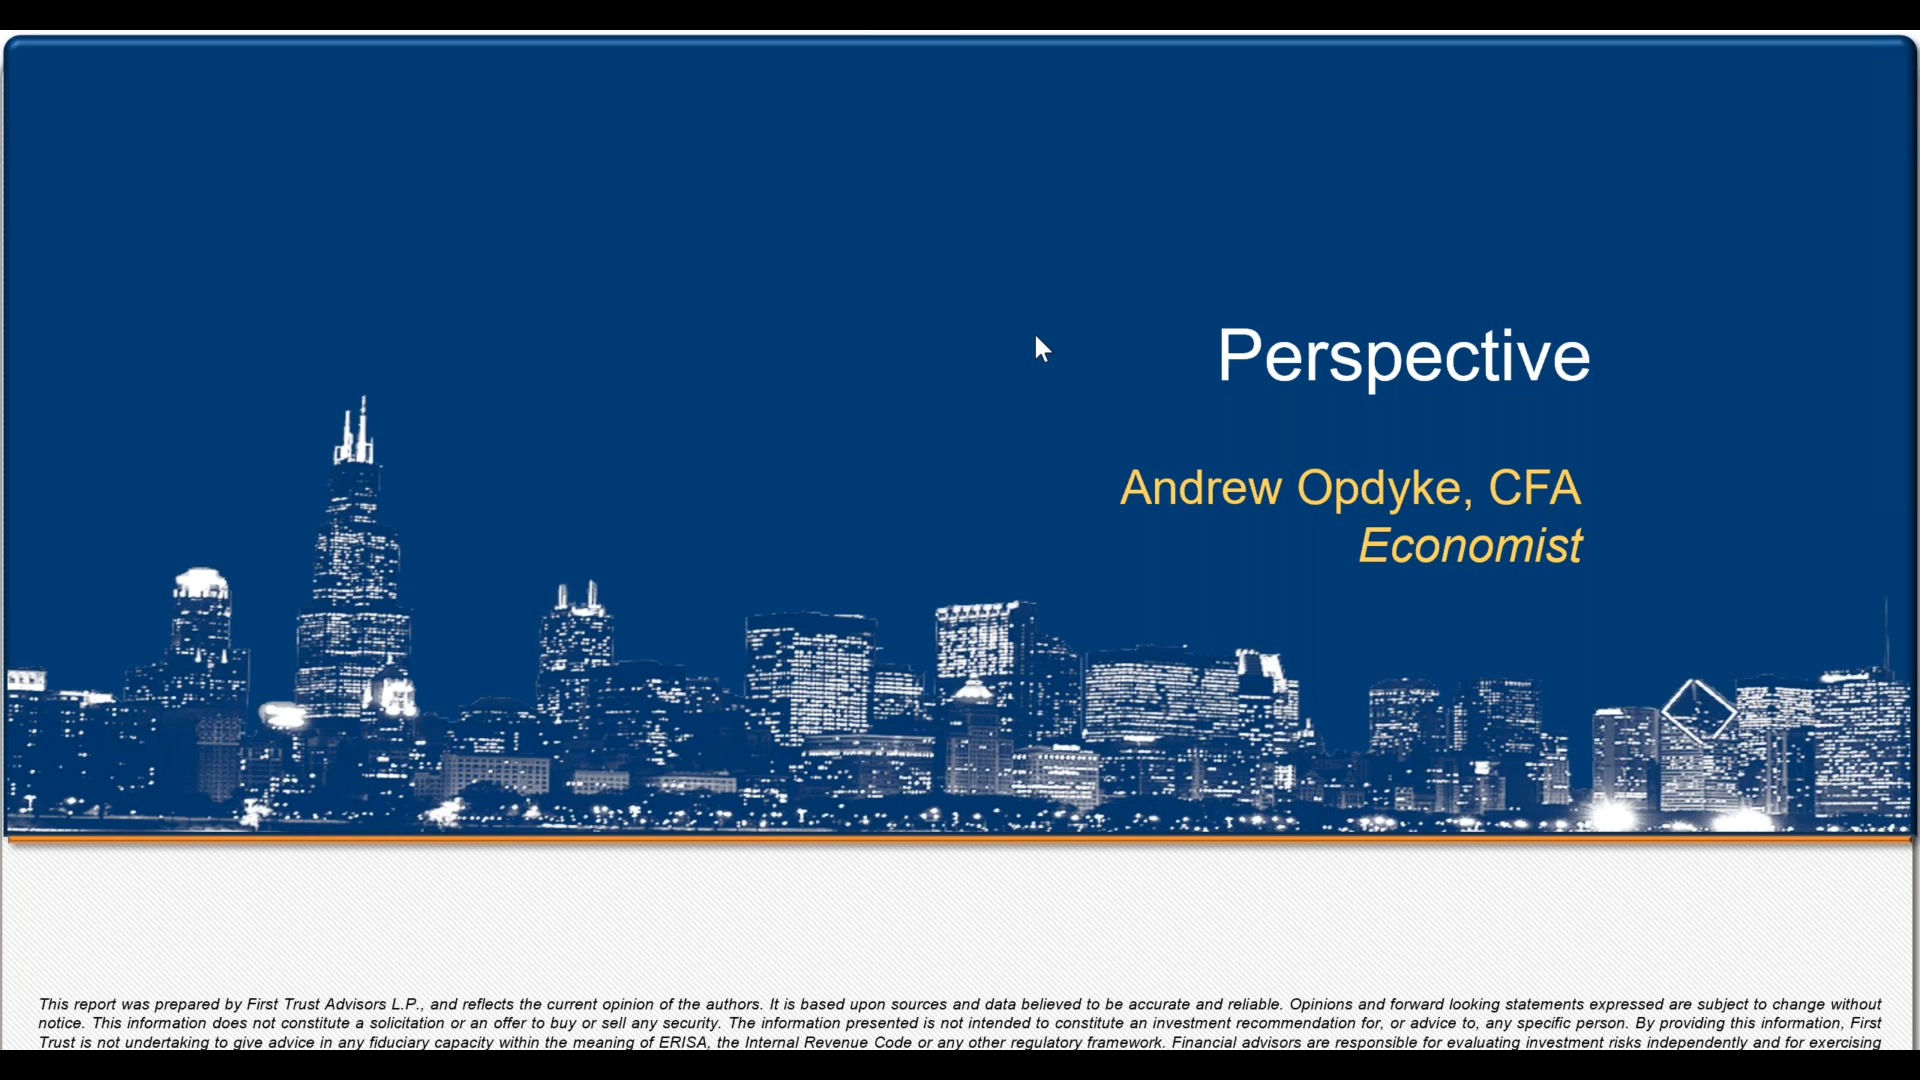 Perspective
Andrew Opdyke, CFA
Economist
This report was prepared by First Trust Advisors L.P., and reflects the current opinion of the authors. It is based upon sources and data believed to be accurate and reliable. Opinions and forward looking statements expressed are subject to change without
notice. This information does not constitute a solicitation or an offer to buy or sell any security. The information presented is not intended to constitute an investment recommendation for, or advice to, any specific person. By providing this information, First
Trust is not undertaking to give advice in any fiduciary capacity within the meaning of ERISA, the Internal Revenue Code or any other regulatory framework. Financial advisors are responsible for evaluating investment risks independently and for exercising